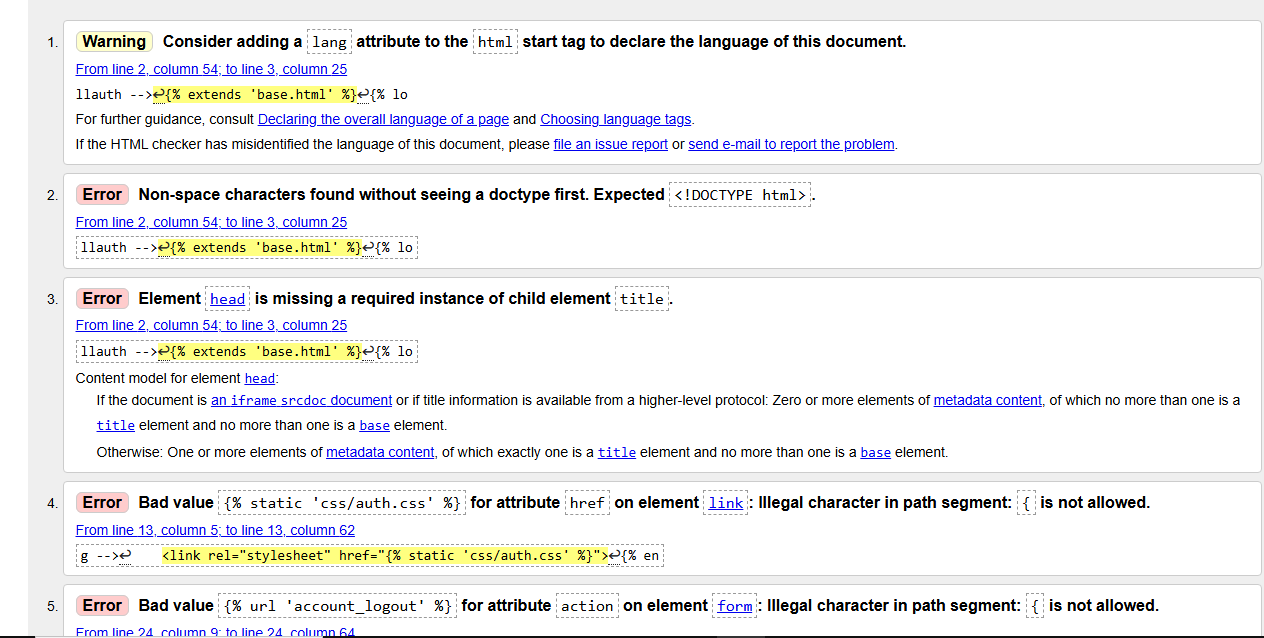 1. Warning Consider adding a lang attribute to the html start tag to declare the language of this document.
From line 2, column 54; to line 3, column 25
llauth -->↩{% extends 'base.html' %}↩{% lo
For further guidance, consult Declaring the overall language of a page and Choosing language tags.
If the HTML checker has misidentified the language of this document, please file an issue report or send e-mail to report the problem.
2. Error Non-space characters found without seeing a doctype first. Expected <!DOCTYPE html>.
From line 2, column 54; to line 3, column 25
llauth -->↩{% extends 'base.html' %}↩{% lo
3. Error Element head is missing a required instance of child element title.
From line 2, column 54; to line 3, column 25
llauth -->↩{% extends 'base.html' %}↩{% lo
Content model for element head:
If the document is an iframe srcdoc document or if title information is available from a higher-level protocol: Zero or more elements of metadata content, of which no more than one is a
title element and no more than one is a base element.
Otherwise: One or more elements of metadata content, of which exactly one is a title element and no more than one is a base element.
4. Error Bad value {% static 'css/auth.css' %} for attribute href on element link: Illegal character in path segment: { is not allowed.
From line 13, column 5; to line 13, column 62
g -->↩    <link rel="stylesheet" href="{% static 'css/auth.css' %}">↩{% en
5. Error Bad value {% url 'account_logout' %} for attribute action on element form: Illegal character in path segment: { is not allowed.
From line 24, column 9; to line 24, column 64